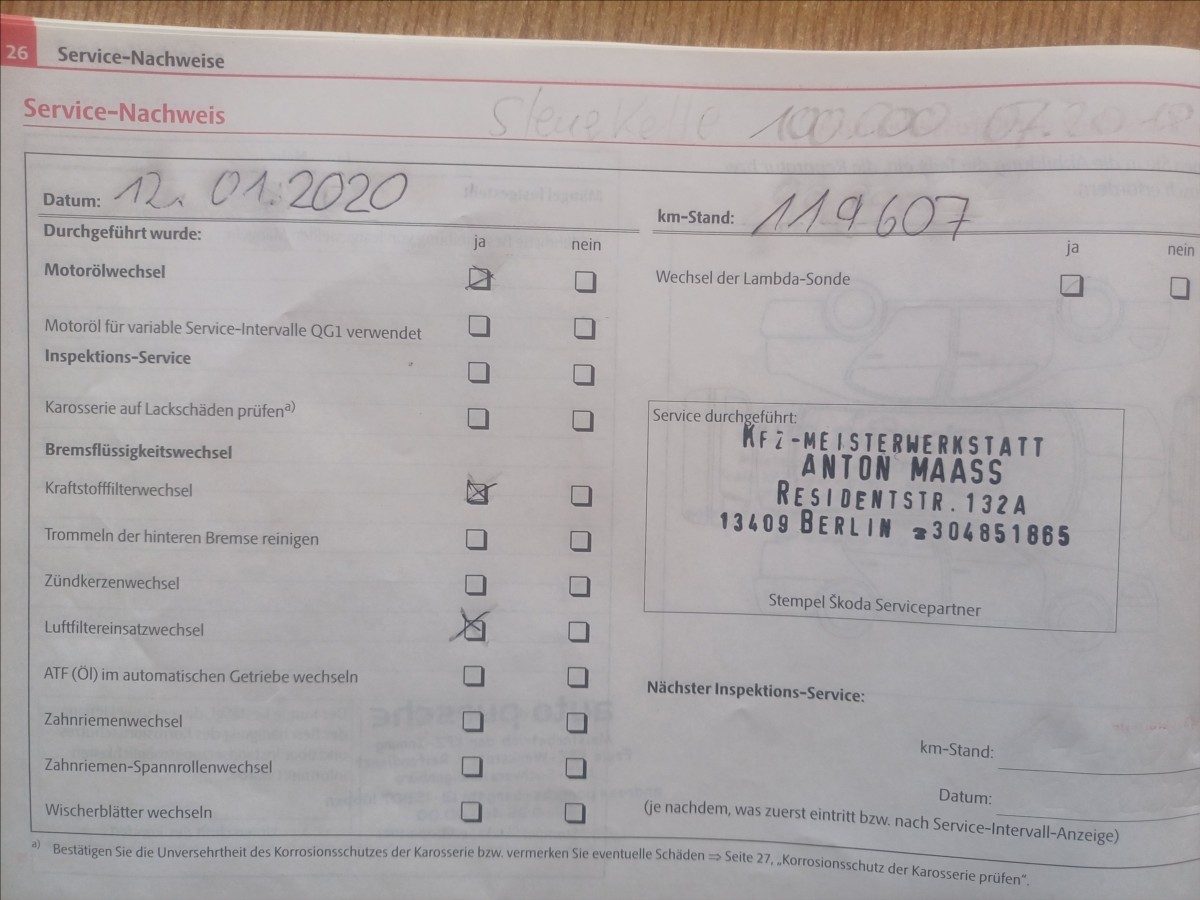 26 Service-Nachweise
Service-Nachweis
Steuekette 100.000 07.2018
Datum: 12. 01.2020
km-Stand: 119607
Durchgeführt wurde:
ja nein
ja nein
Motorölwechsel
Wechsel der Lambda-Sonde
Motoröl für variable Service-Intervalle QG1 verwendet
Inspektions-Service
Karosserie auf Lackschäden prüfena)
Bremsflüssigkeitswechsel
Kraftstofffilterwechsel
Trommeln der hinteren Bremse reinigen
Zündkerzenwechsel
Luftfiltereinsatzwechsel
ATF (Öl) im automatischen Getriebe wechseln
Zahnriemenwechsel
Zahnriemen-Spannrollenwechsel
Wischerblätter wechseln
Service durchgeführt:
KFZ-MEISTERWERKSTATT
ANTON MAASS
RESIDENTSTR. 132A
13409 BERLIN ☎304851865
Stempel Škoda Servicepartner
Nächster Inspektions-Service:
km-Stand:
Datum:
(je nachdem, was zuerst eintritt bzw. nach Service-Intervall-Anzeige)
a) Bestätigen Sie die Unversehrtheit des Korrosionsschutzes der Karosserie bzw. vermerken Sie eventuelle Schäden ⇒ Seite 27, „Korrosionsschutz der Karosserie prüfen“.